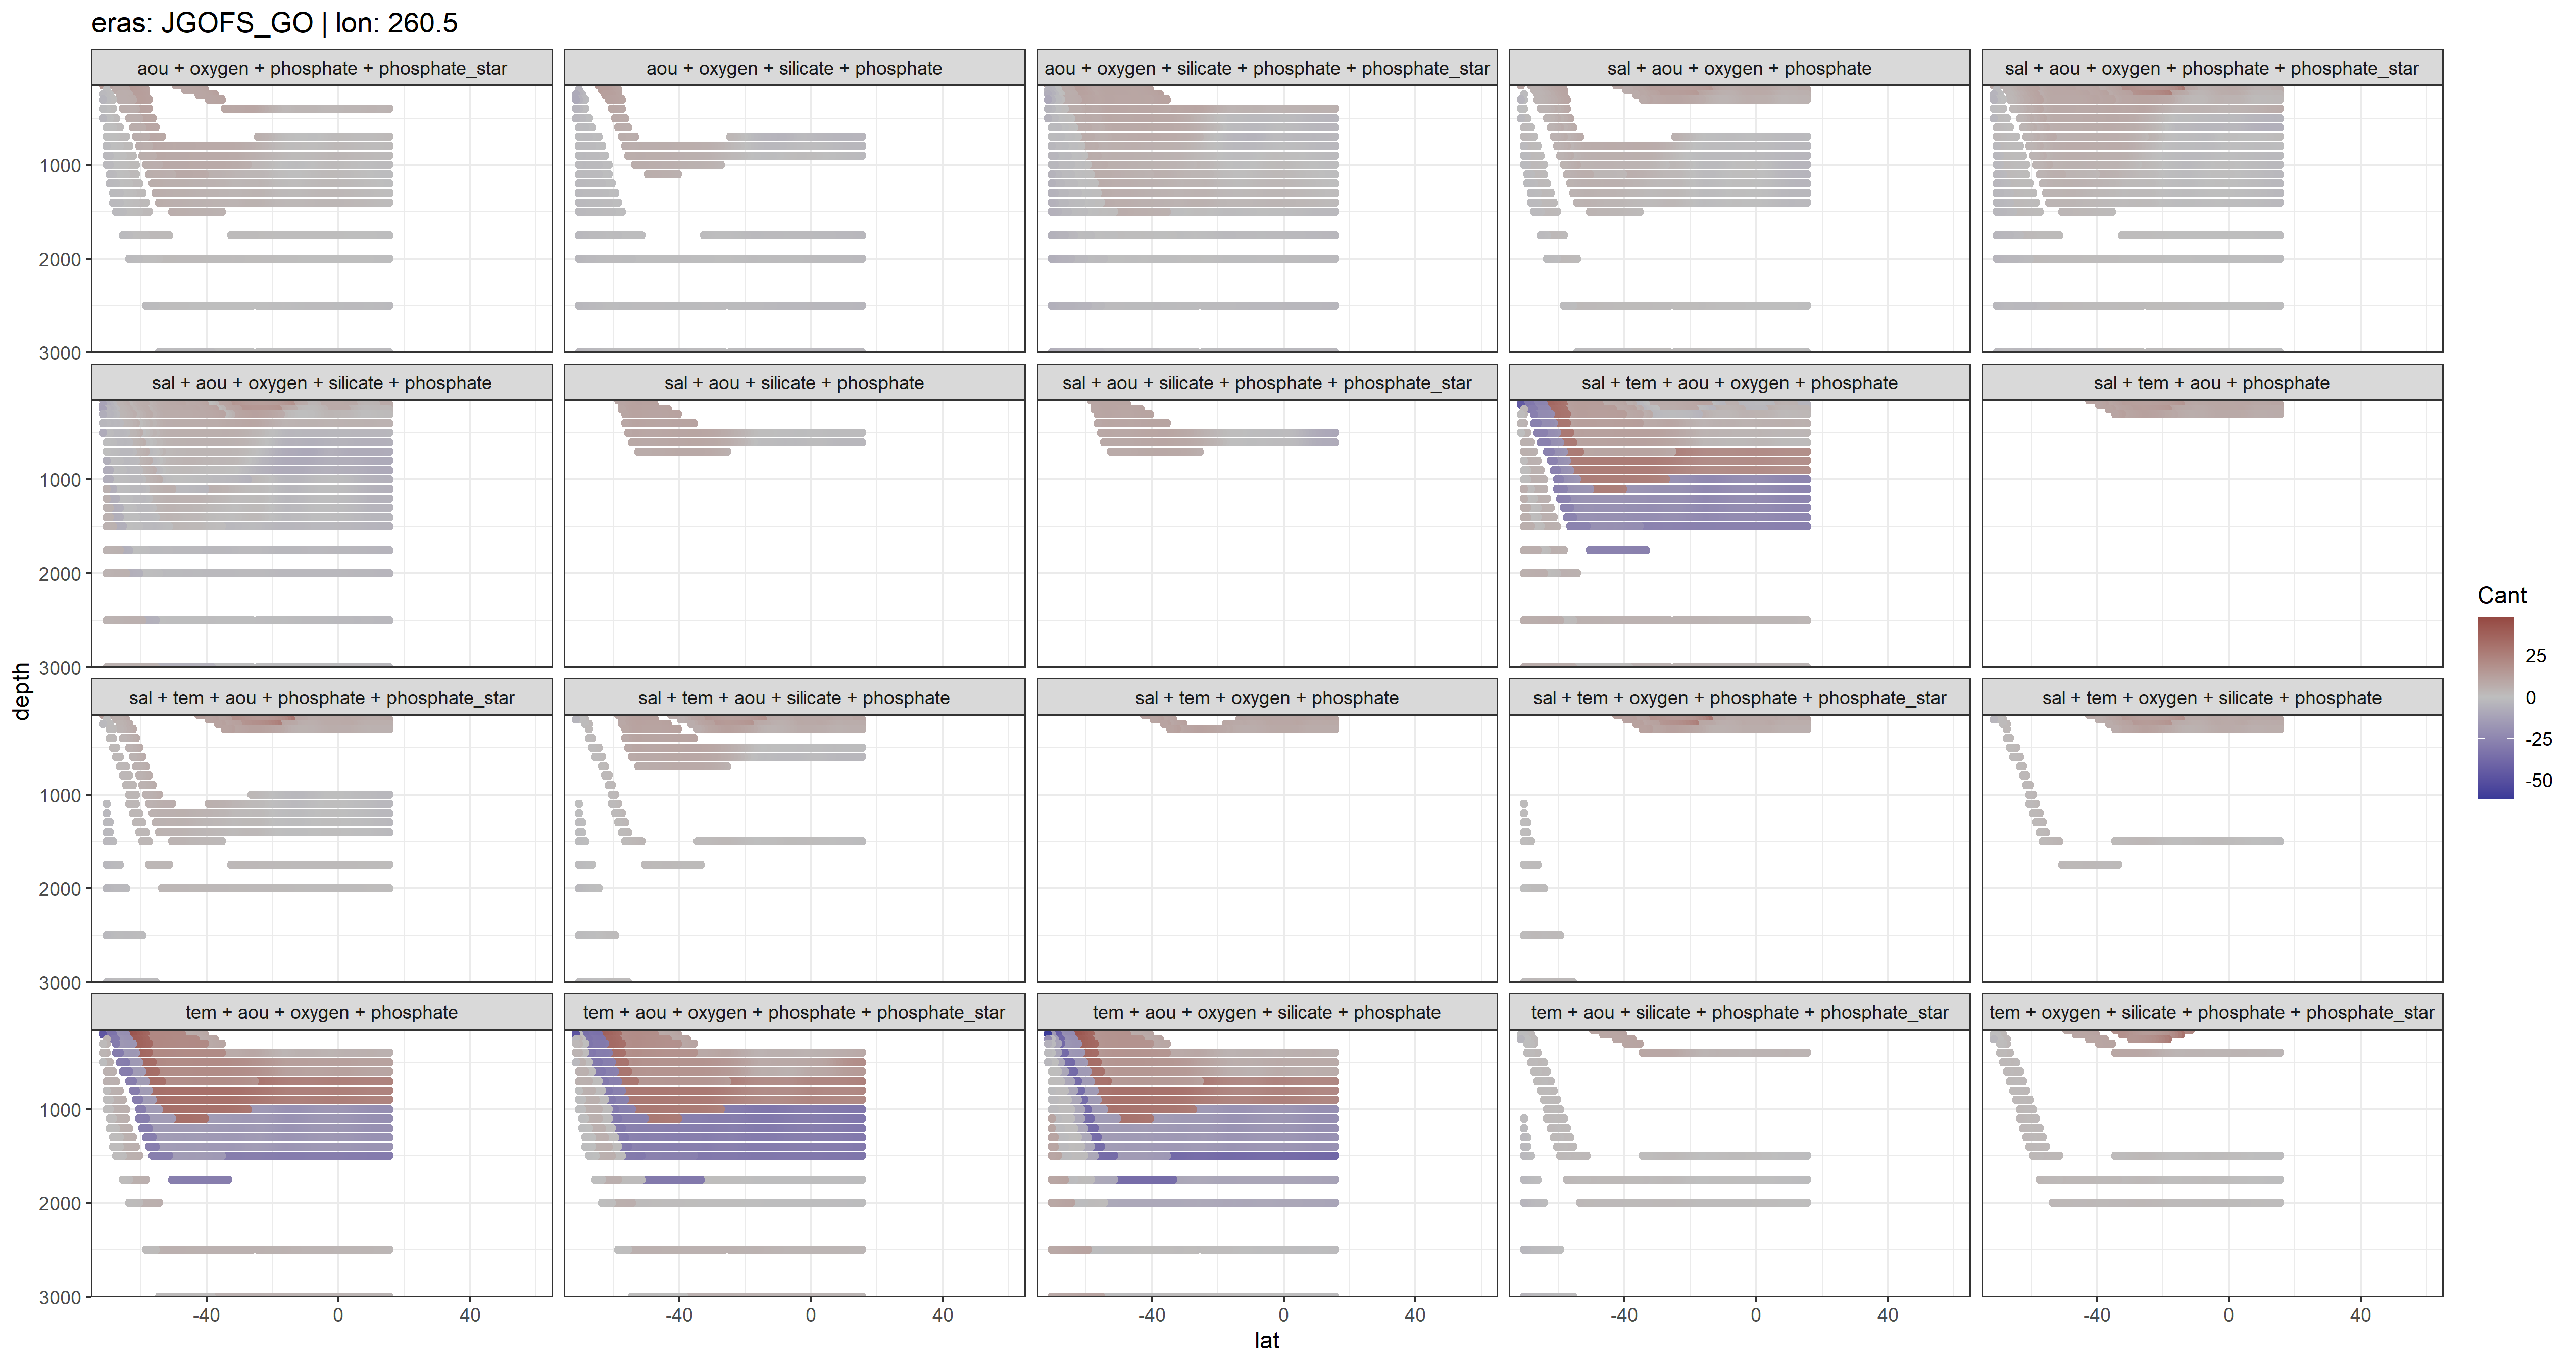 eras: JGOFS_GO | lon: 260.5
aou + oxygen + phosphate + phosphate_star
aou + oxygen + silicate + phosphate
aou + oxygen + silicate + phosphate + phosphate_star
sal + aou + oxygen + phosphate
sal + aou + oxygen + phosphate + phosphate_star
1000
2000
3000
sal + aou + oxygen + silicate + phosphate
sal + aou + silicate + phosphate
sal + aou + silicate + phosphate + phosphate_star
sal + tem + aou + oxygen + phosphate
sal + tem + aou + phosphate
1000
2000
3000
depth
sal + tem + aou + phosphate + phosphate_star
sal + tem + aou + silicate + phosphate
sal + tem + oxygen + phosphate
sal + tem + oxygen + phosphate + phosphate_star
sal + tem + oxygen + silicate + phosphate
1000
2000
3000
tem + aou + oxygen + phosphate
tem + aou + oxygen + phosphate + phosphate_star
tem + aou + oxygen + silicate + phosphate
tem + aou + silicate + phosphate + phosphate_star
tem + oxygen + silicate + phosphate + phosphate_star
1000
2000
3000
-40 0 40
-40 0 40
-40 0 40
-40 0 40
-40 0 40
lat
Cant
25
0
-25
-50